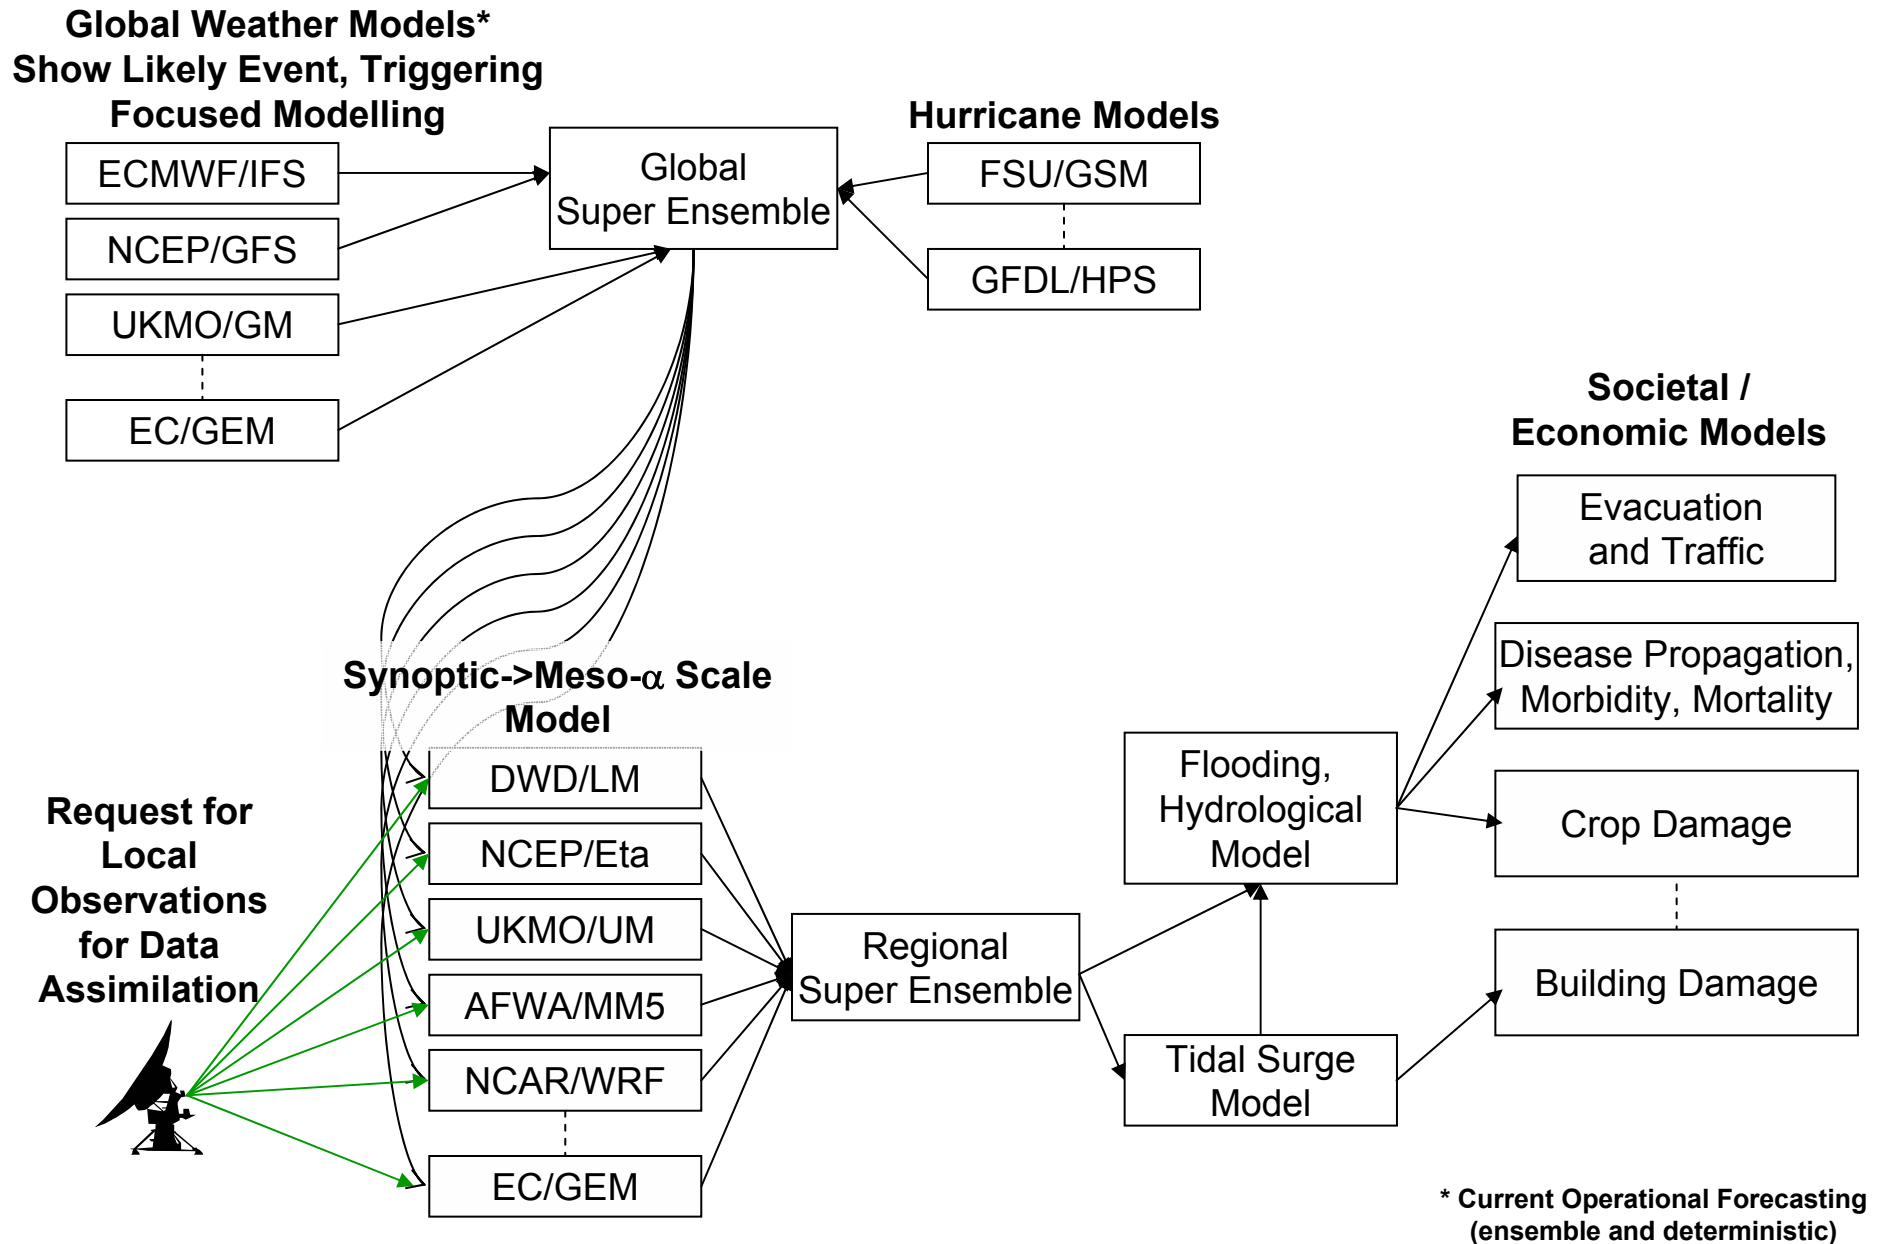 Global Weather Models*
Show Likely Event, Triggering
Focused Modelling
ECMWF/IFS
NCEP/GFS
UKMO/GM
EC/GEM
Global
Super Ensemble
Hurricane Models
FSU/GSM
GFDL/HPS
Societal /
Economic Models
Evacuation
and Traffic
Disease Propagation,
Morbidity, Mortality
Crop Damage
Building Damage
Synoptic->Meso-α Scale
Model
DWD/LM
NCEP/Eta
UKMO/UM
AFWA/MM5
NCAR/WRF
EC/GEM
Request for
Local
Observations
for Data
Assimilation
Regional
Super Ensemble
Flooding,
Hydrological
Model
Tidal Surge
Model
* Current Operational Forecasting
(ensemble and deterministic)